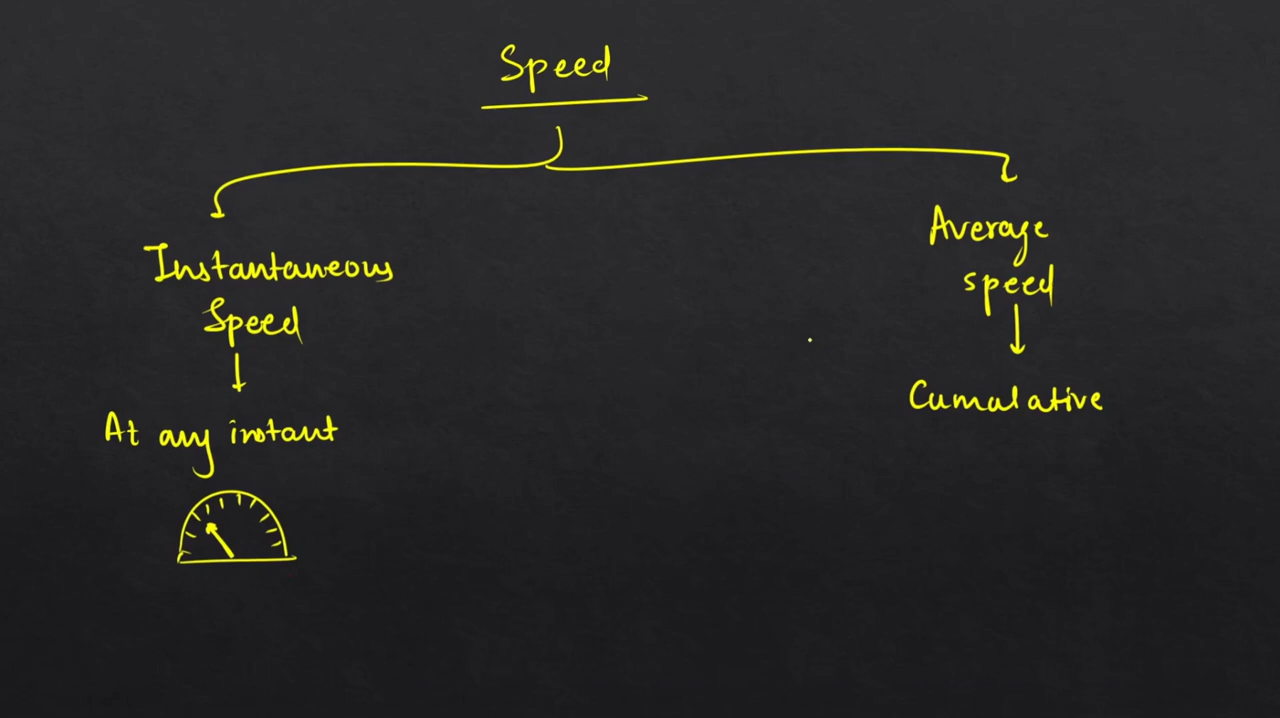 Speed
Instantaneous
Speed
At any instant
Average
speed
Cumulative